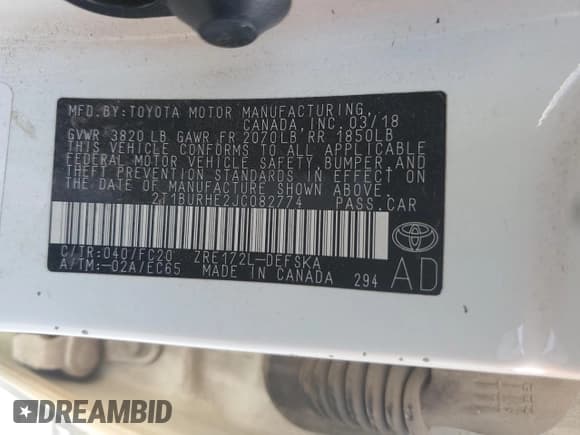 MFD.BY:TOYOTA MOTOR MANUFACTURING,
CANADA, INC. 03/18
GVWR 3820 LB GAWR FR 2070LB RR 1850LB
THIS VEHICLE CONFORMS TO ALL APPLICABLE
FEDERAL MOTOR VEHICLE SAFETY, BUMPER, AND
THEFT PREVENTION STANDARDS IN EFFECT ON
THE DATE OF MANUFACTURE SHOWN ABOVE.
2T1BURHE2JC082774 PASS.CAR
C/TR:040/FC20 ZRE172L-DEFSKA
A/TM:-02A/EC65 MADE IN CANADA 294
AD
DREAMBID